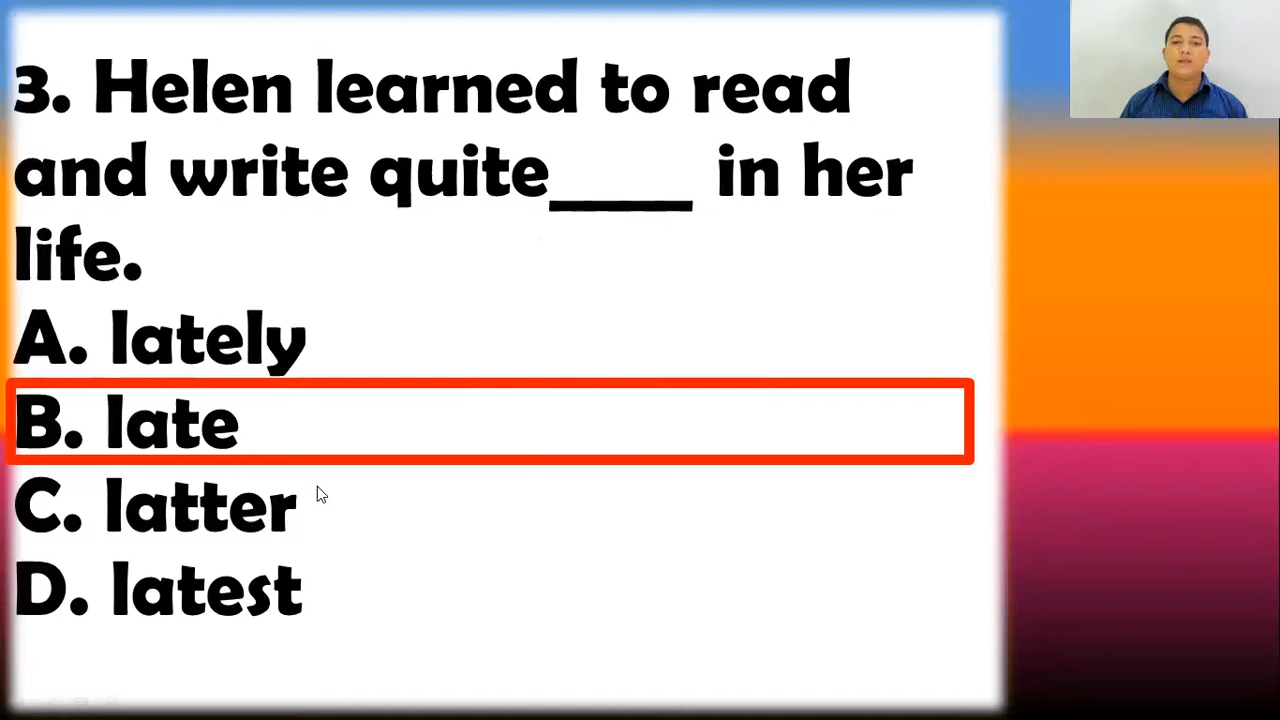 3. Helen learned to read
and write quite____ in her
life.
A. lately
B. late
C. latter
D. latest